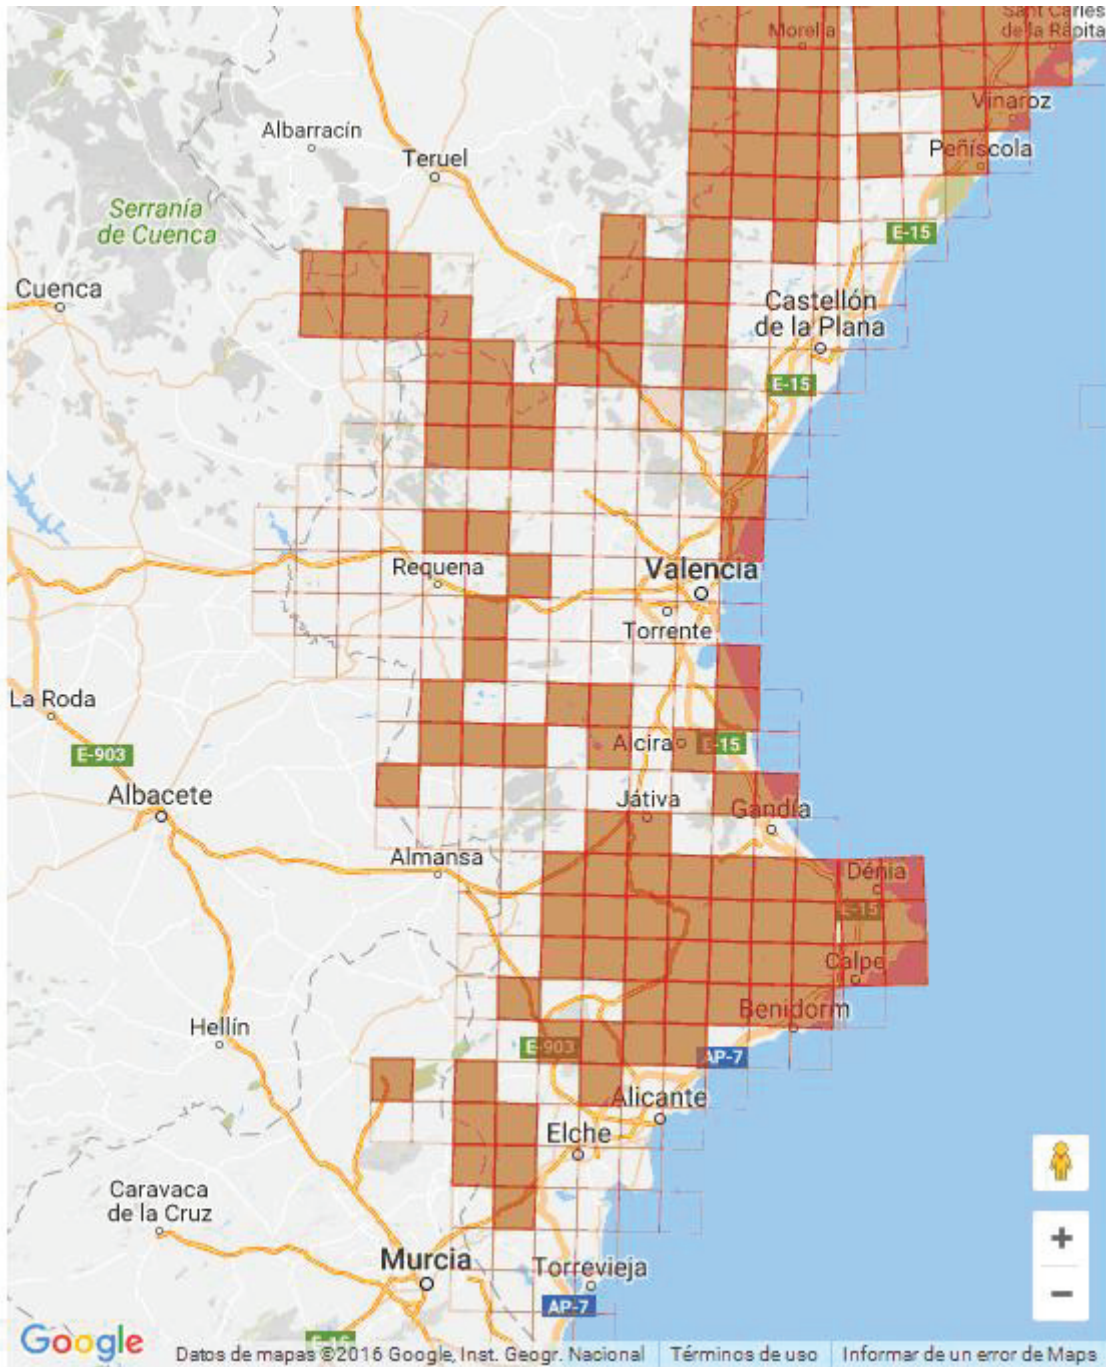 Sant Carles
de la Ràpita
Morella
Vinaroz
Albarracín
Peñíscola
Teruel
Serranía
de Cuenca
E-15
Cuenca
Castellón
de la Plana
E-15
Requena
Valencia
Torrente
La Roda
E-903
Alcira
E-15
Albacete
Játiva
Gandía
Almansa
Dénia
E-15
Calpe
Benidorm
Hellín
E-903
AP-7
Alicante
Elche
Caravaca
de la Cruz
Murcia
Torrevieja
AP-7
+
−
Google
E-15
Datos de mapas ©2016 Google, Inst. Geogr. Nacional
Términos de uso
Informar de un error de Maps